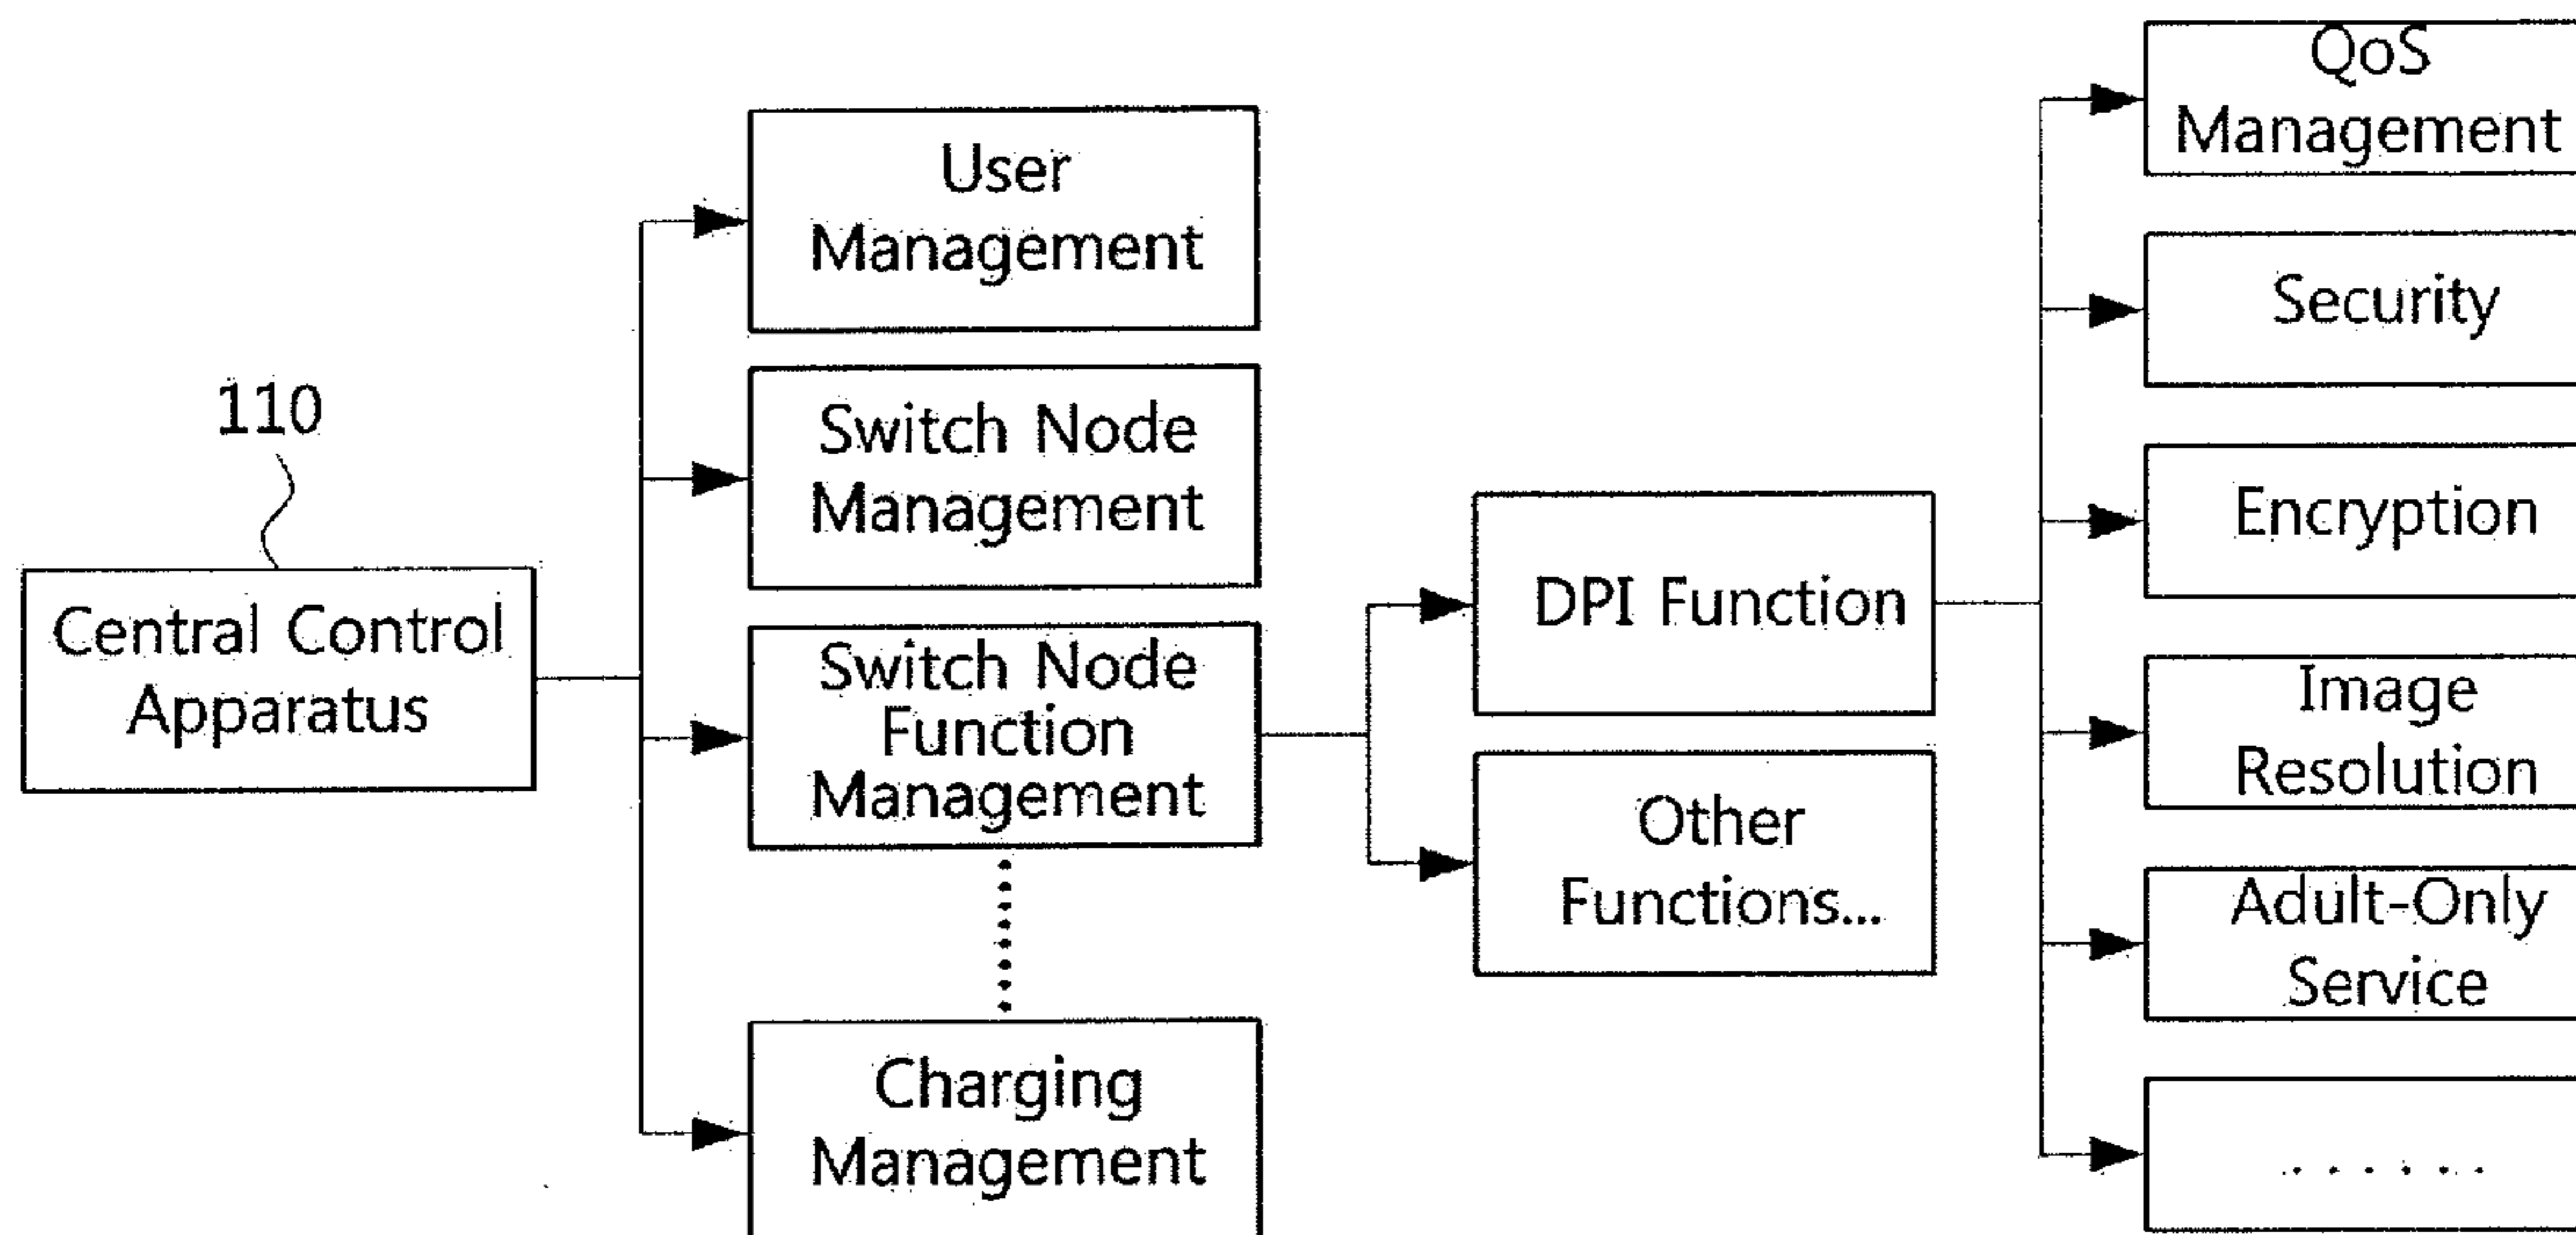 110
Central Control
Apparatus
User
Management
Switch Node
Management
Switch Node
Function
Management
Charging
Management
DPI Function
Other
Functions...
QoS
Management
Security
Encryption
Image
Resolution
Adult-Only
Service
......